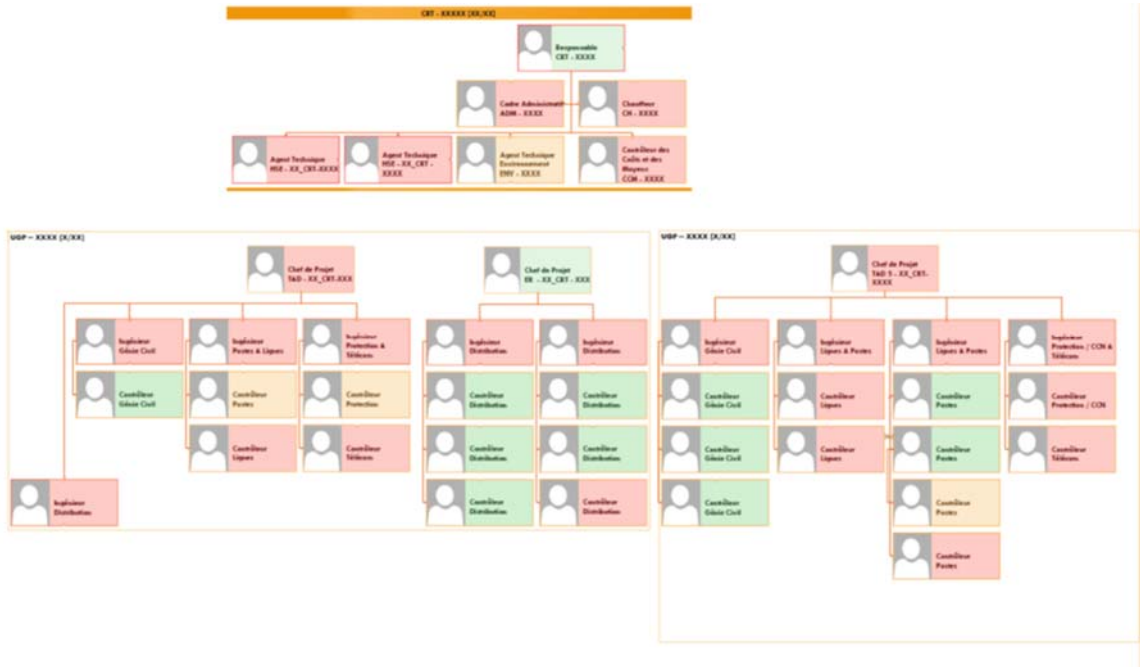 CRT - XXXXX [XX/XX]
Responsable
CRT - XXXX
Cadre Administratif
ADM - XXXX
Chauffeur
CH - XXXX
Agent Technique
HSE - XX_CRT-XXXX
Agent Technique
HSE - XX_CRT -
XXXX
Agent Technique
Environnement
ENV - XXXX
Contrôleur des
Coûts et des
Moyens
CCM - XXXX
UGP – XXXX [X/XX]
Chef de Projet
T&D - XX_CRT-XXX
Chef de Projet
ER - XX_CRT - XXX
Ingénieur
Génie Civil
Contrôleur
Génie Civil
Ingénieur
Postes & Lignes
Contrôleur
Postes
Contrôleur
Lignes
Ingénieur
Protection &
Télécom
Contrôleur
Protection
Contrôleur
Télécom
Ingénieur
Distribution
Ingénieur
Distribution
Contrôleur
Distribution
Contrôleur
Distribution
Contrôleur
Distribution
Ingénieur
Distribution
Contrôleur
Distribution
Contrôleur
Distribution
Contrôleur
Distribution
UGP – XXXX [X/XX]
Chef de Projet
T&D 5 - XX_CRT-
XXXX
Ingénieur
Génie Civil
Contrôleur
Génie Civil
Contrôleur
Génie Civil
Contrôleur
Génie Civil
Ingénieur
Lignes & Postes
Contrôleur
Lignes
Contrôleur
Lignes
Ingénieur
Lignes & Postes
Contrôleur
Postes
Contrôleur
Postes
Contrôleur
Postes
Contrôleur
Postes
Ingénieur
Protection / CCN &
Télécom
Contrôleur
Protection / CCN
Contrôleur
Télécom